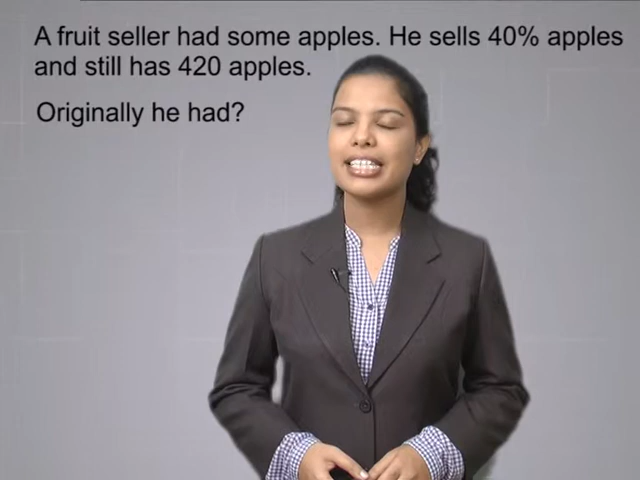 A fruit seller had some apples. He sells 40% apples
and still has 420 apples.
Originally he had?